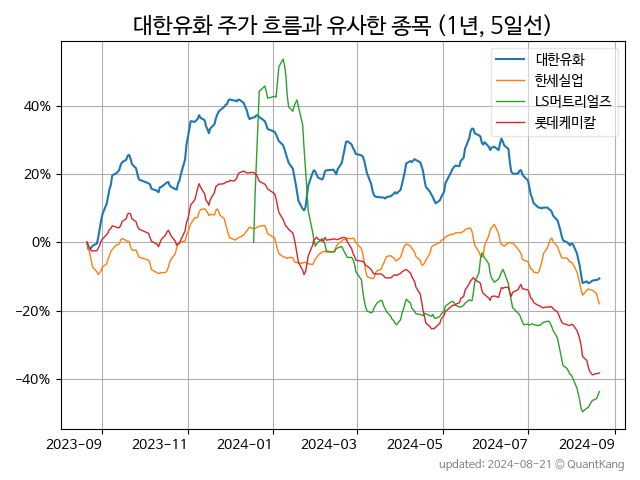 대한유화 주가 흐름과 유사한 종목 (1년, 5일선)
대한유화
한세실업
LS머트리얼즈
롯데케미칼
40%
20%
0%
−20%
−40%
2023-09
2023-11
2024-01
2024-03
2024-05
2024-07
2024-09
updated: 2024-08-21 ⓒ QuantKang